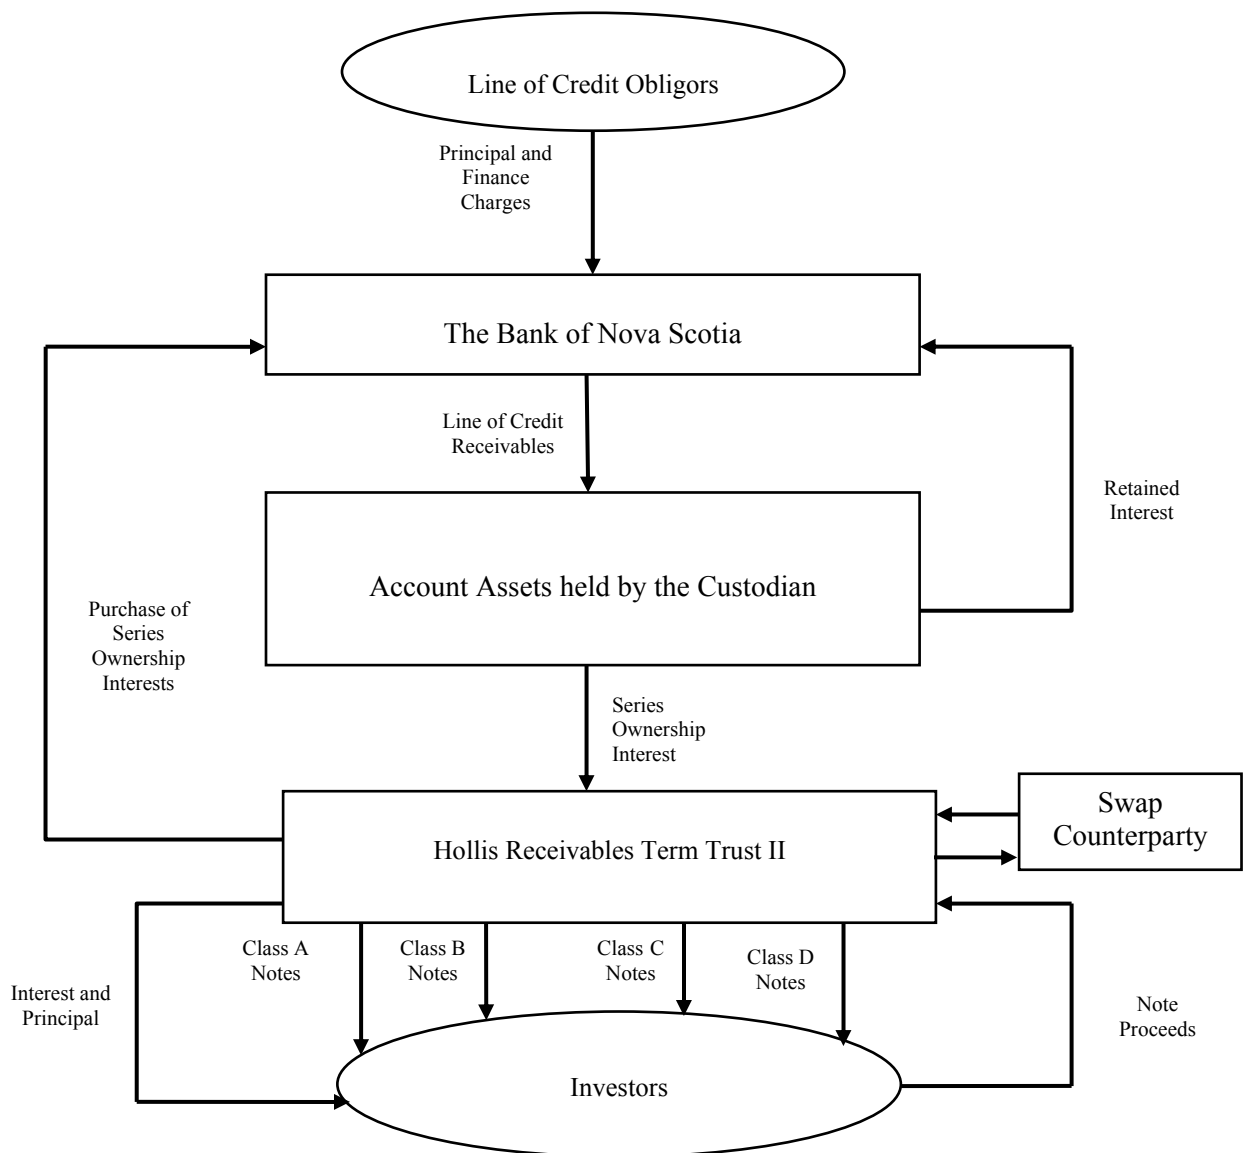 Line of Credit Obligors
Principal and
Finance
Charges
The Bank of Nova Scotia
Line of Credit
Receivables
Retained
Interest
Account Assets held by the Custodian
Purchase of
Series
Ownership
Interests
Series
Ownership
Interest
Swap
Counterparty
Hollis Receivables Term Trust II
Class A
Notes
Class B
Notes
Class C
Notes
Class D
Notes
Interest and
Principal
Note
Proceeds
Investors